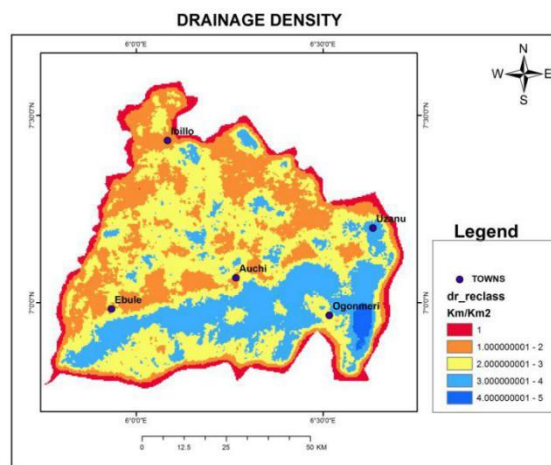 DRAINAGE DENSITY
6°0'0"E 6°30'0"E
N
W E
S
7°30'0"N 7°30'0"N
Ibillo
Uzanu
Auchi
Ebule
Ogonmori
7°0'0"N 7°0'0"N
Legend
TOWNS
dr_reclass
Km/Km2
1
1.000000001 - 2
2.000000001 - 3
3.000000001 - 4
4.000000001 - 5
6°0'0"E 6°30'0"E
0 12.5 25 50 KM